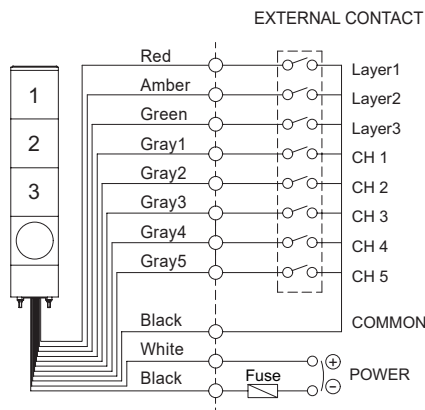 EXTERNAL CONTACT
Red
Layer1
Amber
Layer2
Green
Layer3
Gray1
CH 1
Gray2
CH 2
Gray3
CH 3
Gray4
CH 4
Gray5
CH 5
1
2
3
Black
COMMON
White
+
Black
Fuse
−
POWER